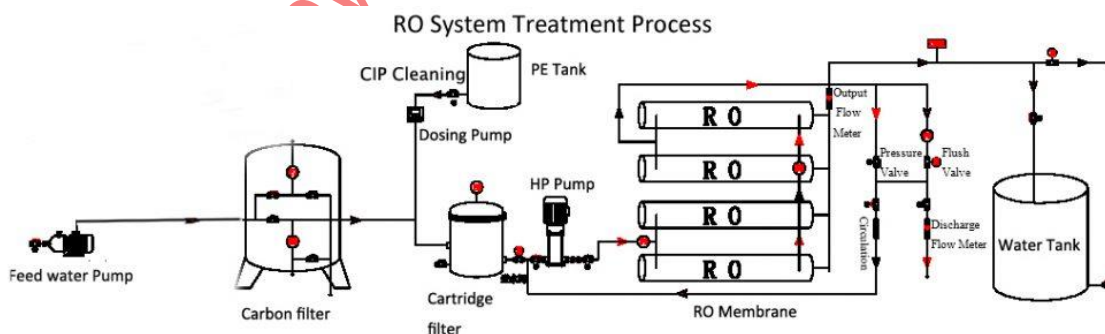 RO System Treatment Process
CIP Cleaning
PE Tank
Dosing Pump
Feed water Pump
Carbon filter
Cartridge
filter
HP Pump
R O
R O
R O
R O
RO Membrane
Output
Flow
Meter
Pressure
Valve
Flush
Valve
Circulation
Discharge
Flow Meter
Water Tank